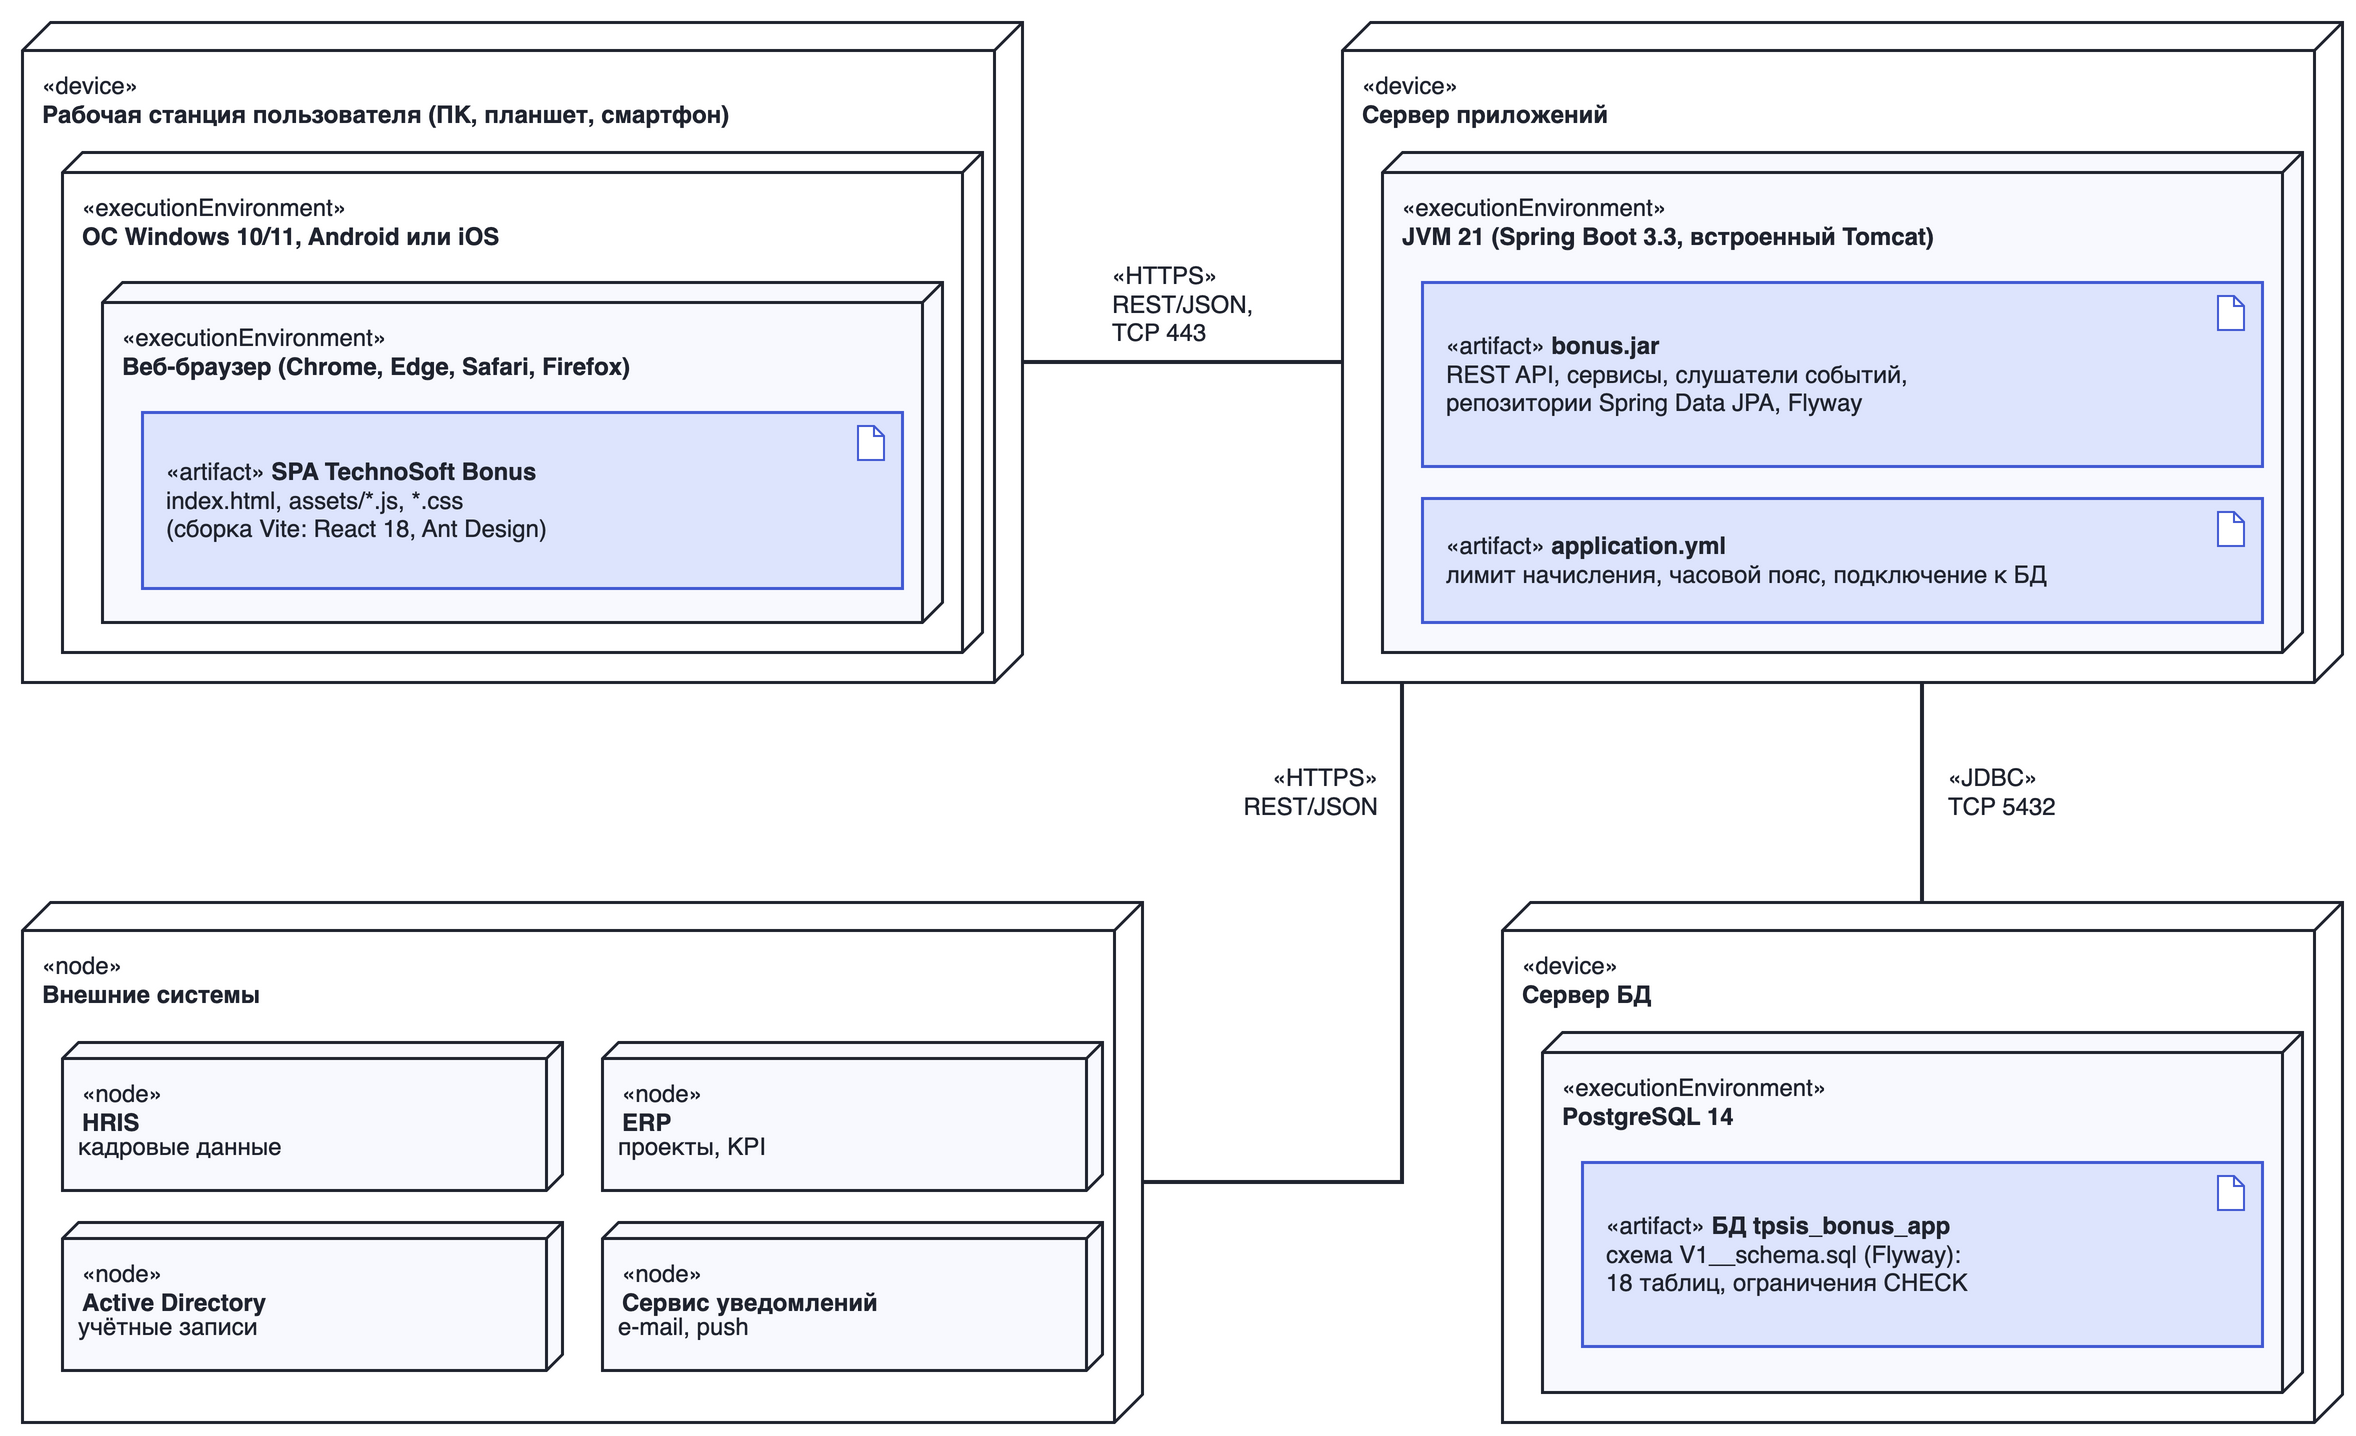 «device»
Рабочая станция пользователя (ПК, планшет, смартфон)
«executionEnvironment»
ОС Windows 10/11, Android или iOS
«executionEnvironment»
Веб-браузер (Chrome, Edge, Safari, Firefox)
«artifact» SPA TechnoSoft Bonus
index.html, assets/*.js, *.css
(сборка Vite: React 18, Ant Design)
«HTTPS»
REST/JSON,
TCP 443
«device»
Сервер приложений
«executionEnvironment»
JVM 21 (Spring Boot 3.3, встроенный Tomcat)
«artifact» bonus.jar
REST API, сервисы, слушатели событий,
репозитории Spring Data JPA, Flyway
«artifact» application.yml
лимит начисления, часовой пояс, подключение к БД
«HTTPS»
REST/JSON
«JDBC»
TCP 5432
«node»
Внешние системы
«node»
HRIS
кадровые данные
«node»
ERP
проекты, KPI
«node»
Active Directory
учётные записи
«node»
Сервис уведомлений
e-mail, push
«device»
Сервер БД
«executionEnvironment»
PostgreSQL 14
«artifact» БД tpsis_bonus_app
схема V1__schema.sql (Flyway):
18 таблиц, ограничения CHECK